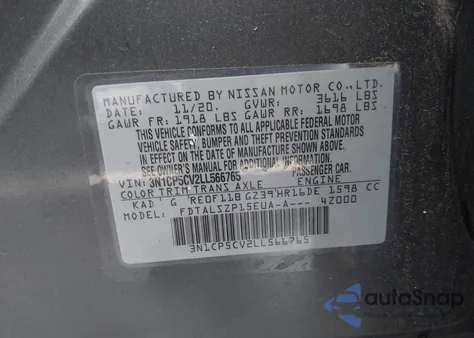 MANUFACTURED BY NISSAN MOTOR CO., LTD.
DATE: 11/20. GVWR: 3616 LBS
GAWR FR: 1918 LBS GAWR RR: 1698 LBS
THIS VEHICLE CONFORMS TO ALL APPLICABLE FEDERAL MOTOR
VEHICLE SAFETY, BUMPER AND THEFT PREVENTION STANDARDS
IN EFFECT ON THE DATE OF MANUFACTURE SHOWN ABOVE. SEE
OWNER'S MANUAL FOR ADDITIONAL INFORMATION.
VIN: 3N1CP5CV2LL566765 PASSENGER CAR.
COLOR TRIM TRANS AXLE ENGINE
KAD G RE0F11B GZ39 HR16DE 1598 CC
MODEL: FDTALSZP15EUA-A--- 4Z000
3N1CP5CV2LL566765
autoSnap